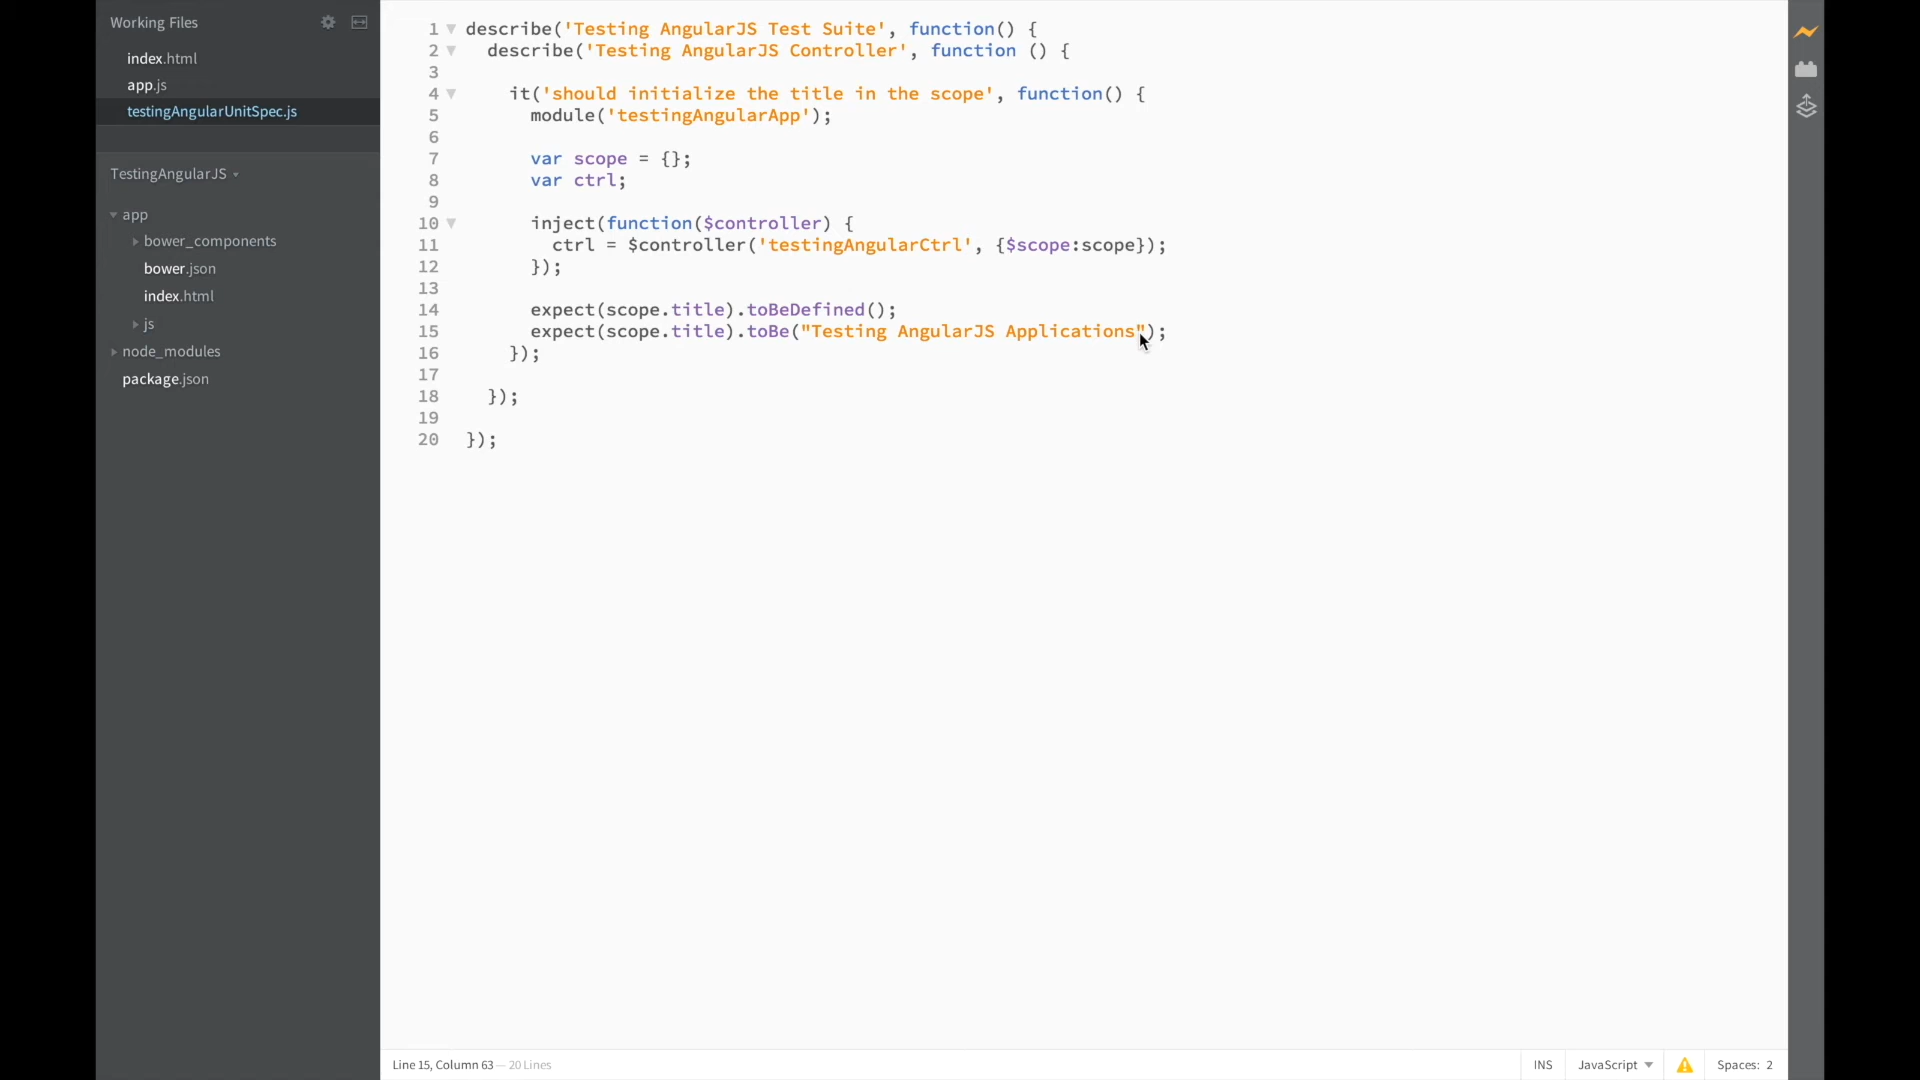 Working Files
index.html
app.js
testingAngularUnitSpec.js
TestingAngularJS
app
bower_components
bower.json
index.html
js
node_modules
package.json
1 describe('Testing AngularJS Test Suite', function() {
2 describe('Testing AngularJS Controller', function () {
3
4 it('should initialize the title in the scope', function() {
5 module('testingAngularApp');
6
7 var scope = {};
8 var ctrl;
9
10 inject(function($controller) {
11 ctrl = $controller('testingAngularCtrl', {$scope:scope});
12 });
13
14 expect(scope.title).toBeDefined();
15 expect(scope.title).toBe("Testing AngularJS Applications");
16 });
17
18 });
19
20 });
Line 15, Column 63 — 20 Lines
INS
JavaScript
Spaces: 2